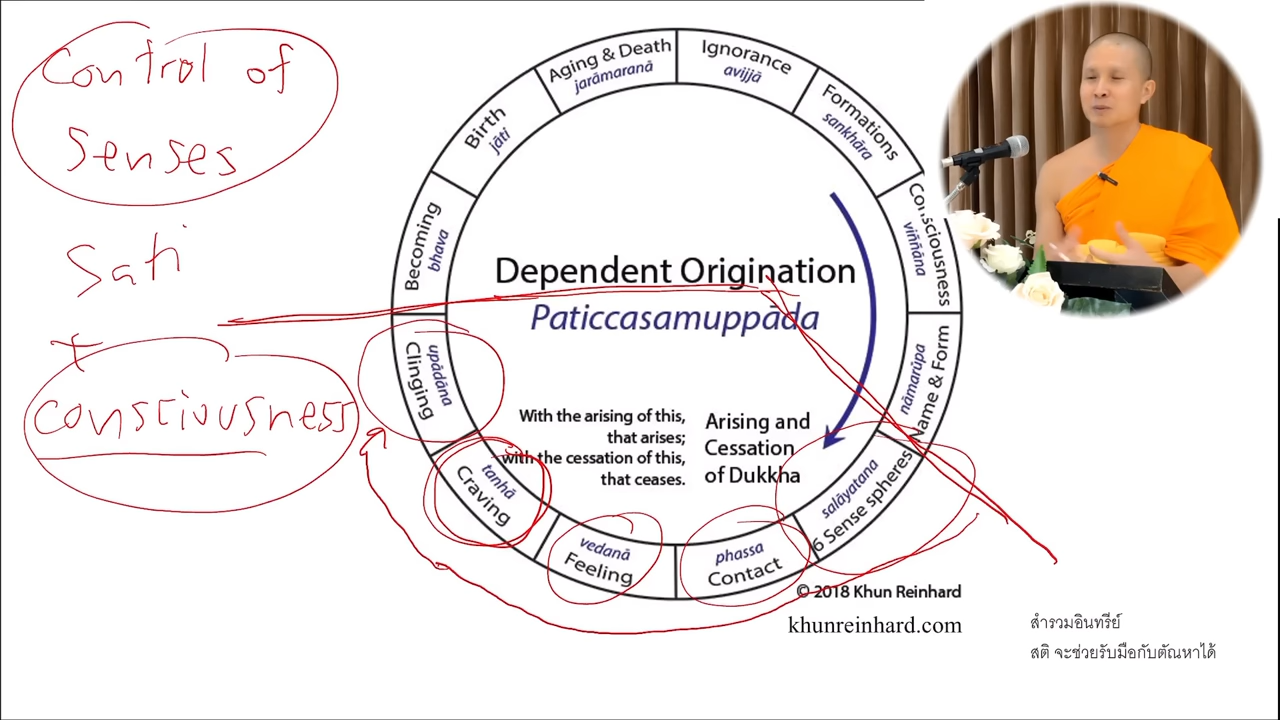 Control of
Senses
Sati
+
consciousness
Aging & Death
jarāmaranā
Ignorance
avijjā
Formations
sankhāra
Consciousness
viññāna
Name & Form
nāmarūpa
6 Sense spheres
salāyatana
Contact
phassa
Feeling
vedanā
Craving
tanhā
Clinging
upādāna
Becoming
bhava
Birth
jāti
Dependent Origination
Paticcasamuppāda
With the arising of this,
that arises;
with the cessation of this,
that ceases.
Arising and
Cessation
of Dukkha
© 2018 Khun Reinhard
khunreinhard.com
สำรวมอินทรีย์
สติ จะช่วยรับมือกับตัณหาได้